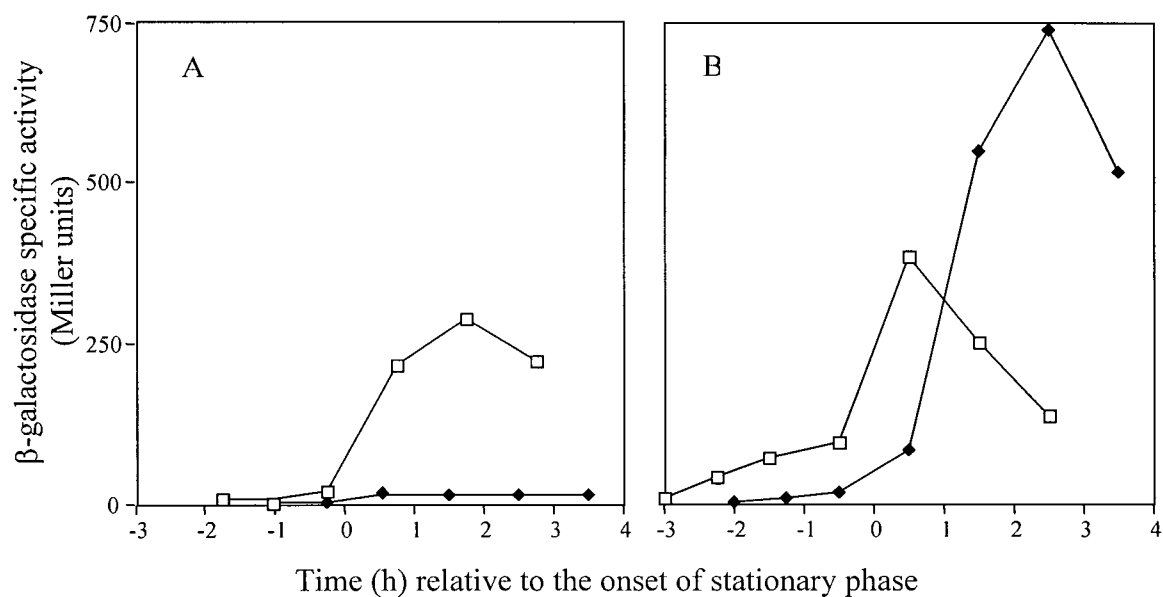 β-galactosidase specific activity
(Miller units)
750
500
250
0
A
B
-3 -2 -1 0 1 2 3 4
-3 -2 -1 0 1 2 3 4
Time (h) relative to the onset of stationary phase